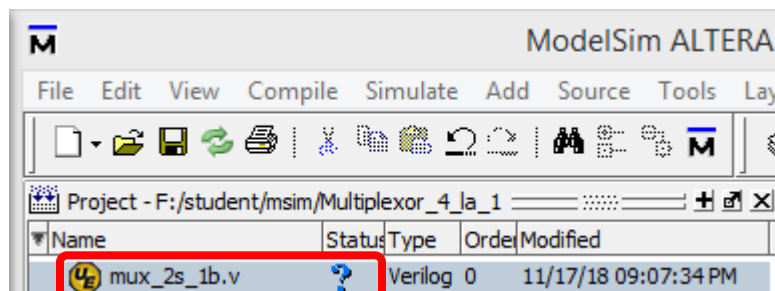 ModelSim ALTERA
File Edit View Compile Simulate Add Source Tools Lay
Project - F:/student/msim/Multiplexor_4_la_1
Name Status Type Order Modified
mux_2s_1b.v ? Verilog 0 11/17/18 09:07:34 PM